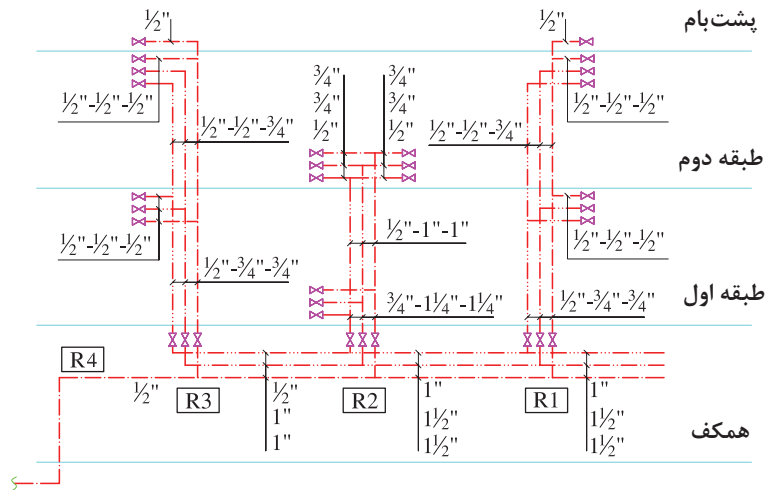 ½" ½" پشت‌بام
¾" ¾"
¾" ¾"
½"-½"-½" ½" ½" ½"-½"-½"
½"-½"-¾" ½"-½"-¾"
طبقه دوم
½"-1"-1"
½"-½"-½" ½"-½"-½"
½"-¾"-¾" ¾"-1¼"-1¼" ½"-¾"-¾" طبقه اول
R4
½" R3 ½" R2 1" R1 1"
1" 1½" 1½"
1" 1½" 1½"
همکف